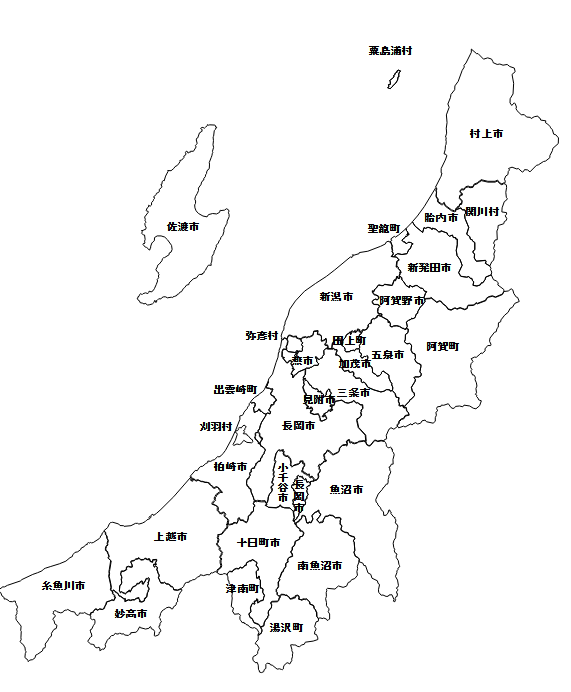 粟島浦村
村上市
関川村
胎内市
佐渡市
聖籠町
新発田市
新潟市
阿賀野市
弥彦村
田上町
阿賀町
五泉市
燕市
加茂市
出雲崎町
三条市
見附市
刈羽村
長岡市
柏崎市
小千谷市
長岡市
魚沼市
上越市
十日町市
南魚沼市
糸魚川市
津南町
妙高市
湯沢町